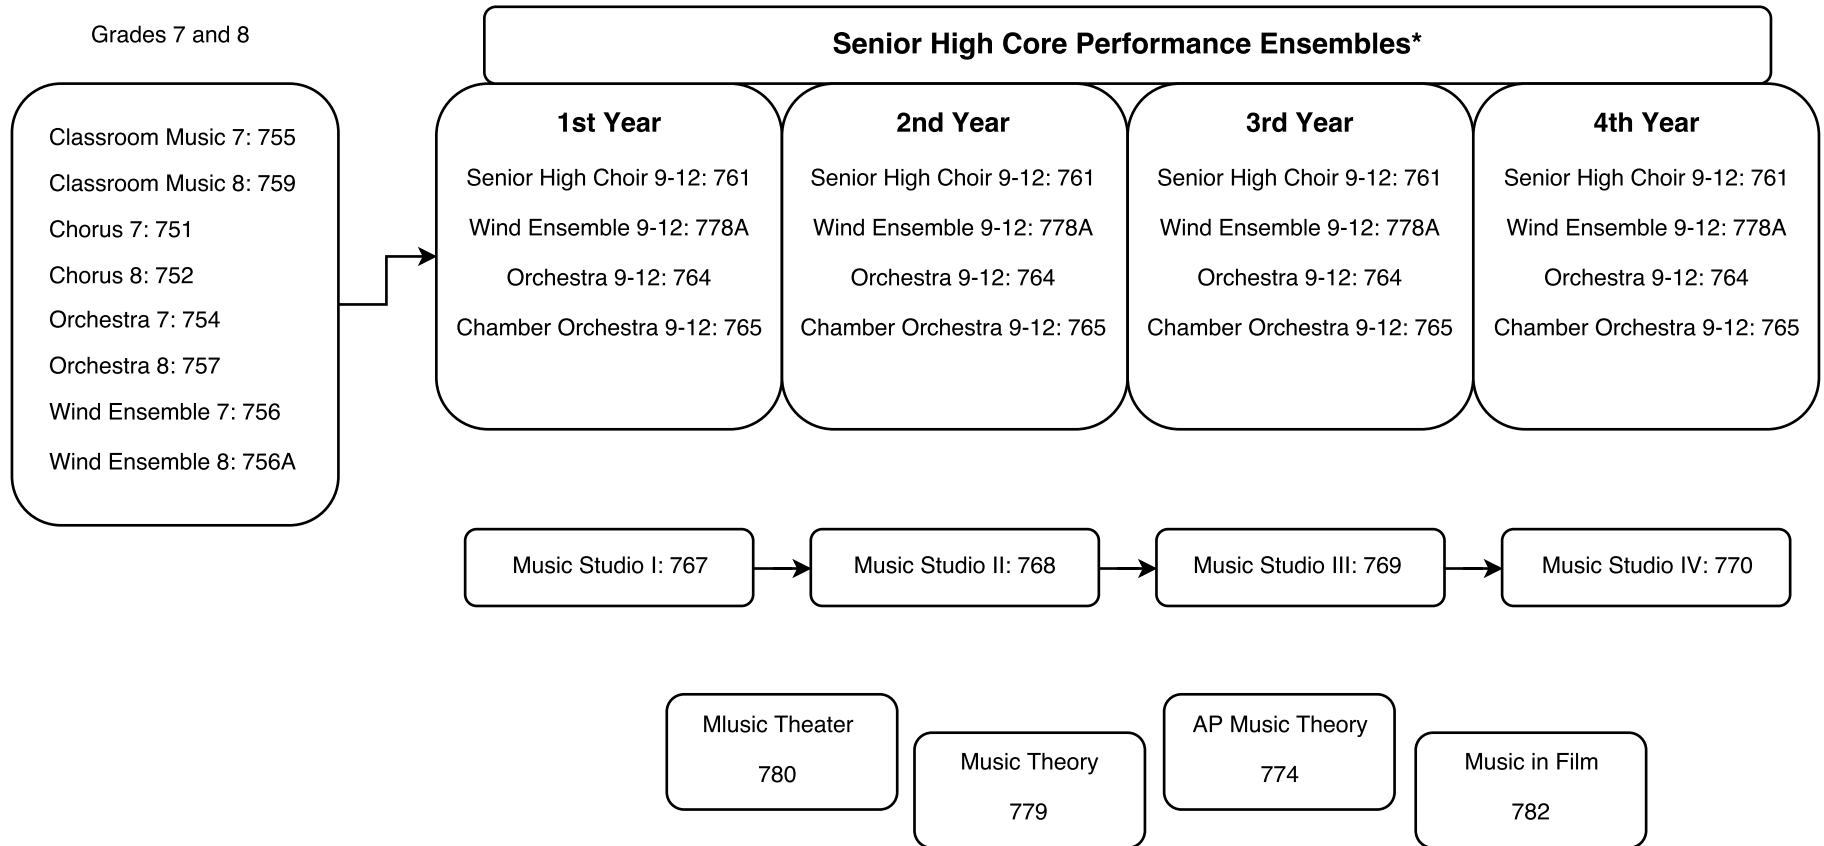 Grades 7 and 8
Classroom Music 7: 755
Classroom Music 8: 759
Chorus 7: 751
Chorus 8: 752
Orchestra 7: 754
Orchestra 8: 757
Wind Ensemble 7: 756
Wind Ensemble 8: 756A
Senior High Core Performance Ensembles*
1st Year
Senior High Choir 9-12: 761
Wind Ensemble 9-12: 778A
Orchestra 9-12: 764
Chamber Orchestra 9-12: 765
2nd Year
Senior High Choir 9-12: 761
Wind Ensemble 9-12: 778A
Orchestra 9-12: 764
Chamber Orchestra 9-12: 765
3rd Year
Senior High Choir 9-12: 761
Wind Ensemble 9-12: 778A
Orchestra 9-12: 764
Chamber Orchestra 9-12: 765
4th Year
Senior High Choir 9-12: 761
Wind Ensemble 9-12: 778A
Orchestra 9-12: 764
Chamber Orchestra 9-12: 765
Music Studio I: 767
Music Studio II: 768
Music Studio III: 769
Music Studio IV: 770
Mlusic Theater
780
Music Theory
779
AP Music Theory
774
Music in Film
782